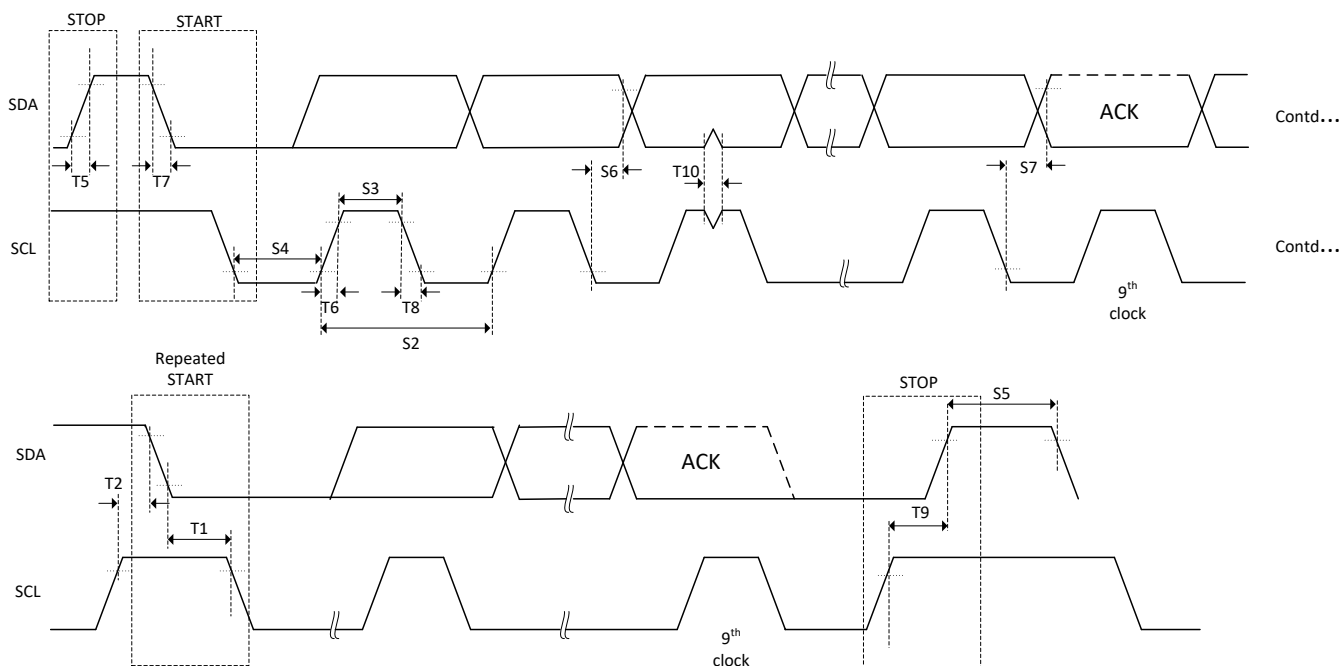 STOP
START
SDA
ACK
Contd...
T5
T7
S6
T10
S7
S3
SCL
S4
Contd...
T6
T8
9th
clock
S2
Repeated
START
STOP
S5
SDA
ACK
T2
T9
T1
SCL
9th
clock